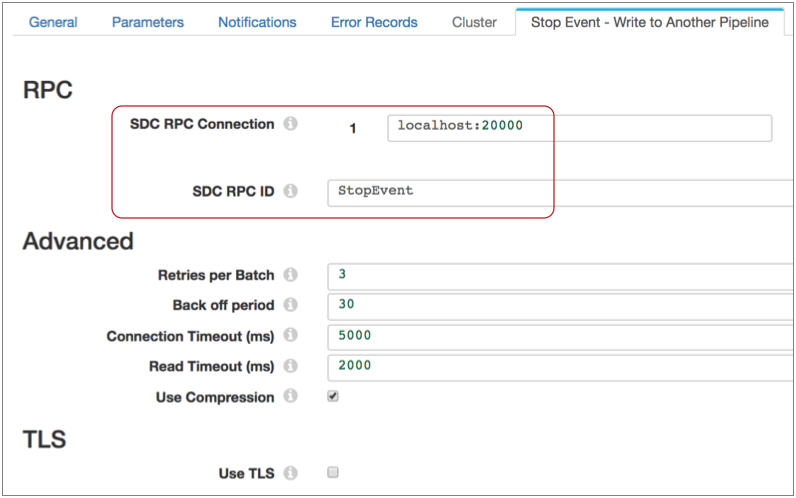 General Parameters Notifications Error Records Cluster Stop Event - Write to Another Pipeline
RPC
SDC RPC Connection 1 localhost:20000
SDC RPC ID StopEvent
Advanced
Retries per Batch 3
Back off period 30
Connection Timeout (ms) 5000
Read Timeout (ms) 2000
Use Compression
TLS
Use TLS